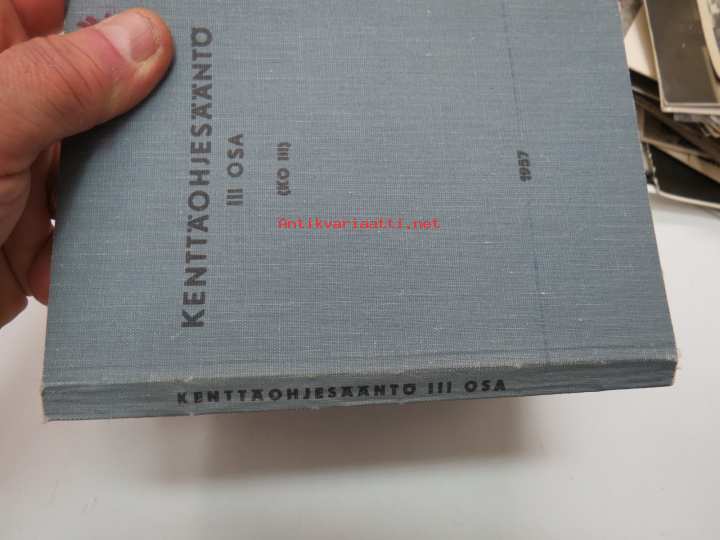 KENTTÄOHJESÄÄNTÖ
III OSA
(KO III)
1957
Antikvariaatti.net
KENTTÄOHJESÄÄNTÖ III OSA